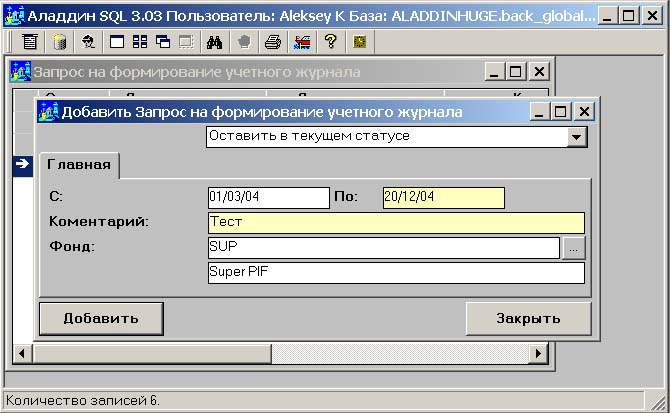 Аладдин SQL 3.03 Пользователь: Aleksey K База: ALADDINHUGE.back_global...
Запрос на формирование учетного журнала
Добавить Запрос на формирование учетного журнала
Оставить в текущем статусе
Главная
С: 01/03/04 По: 20/12/04
Коментарий: Тест
Фонд: SUP ...
Super PIF
Добавить Закрыть
Количество записей 6.